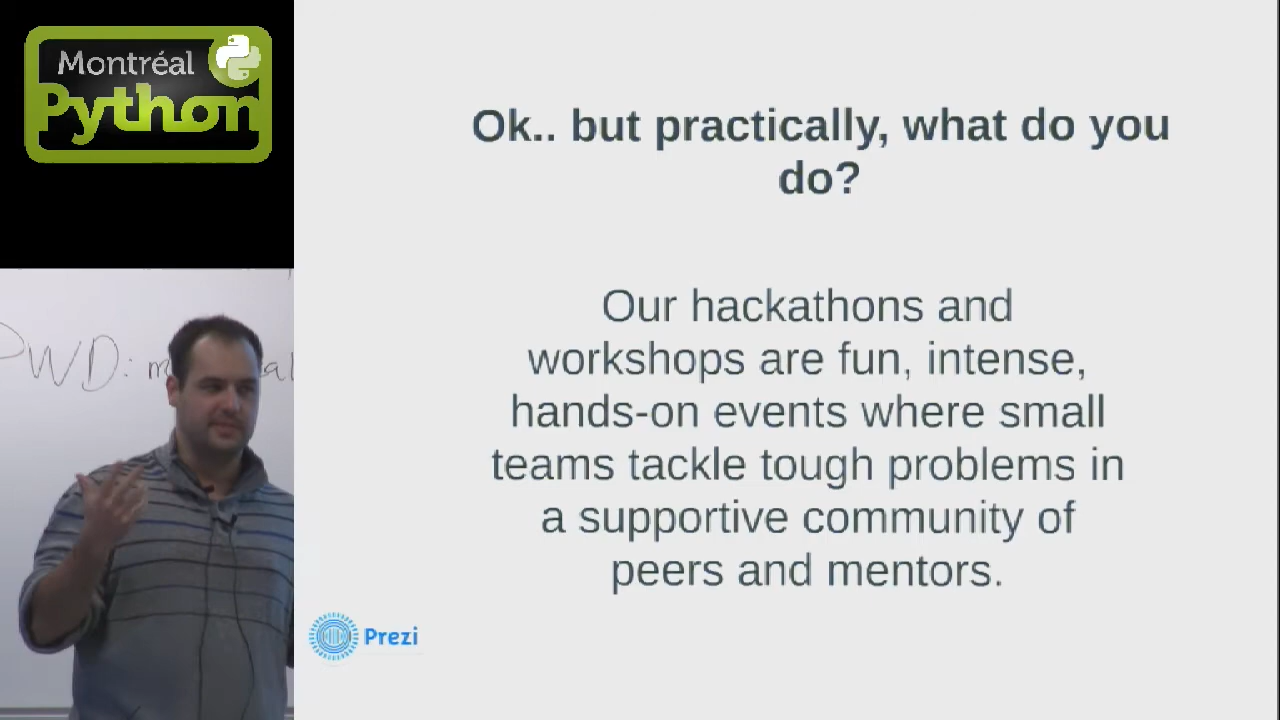 Montréal
Python
Ok.. but practically, what do you
do?
Our hackathons and
workshops are fun, intense,
hands-on events where small
teams tackle tough problems in
a supportive community of
peers and mentors.
Prezi
PWD: